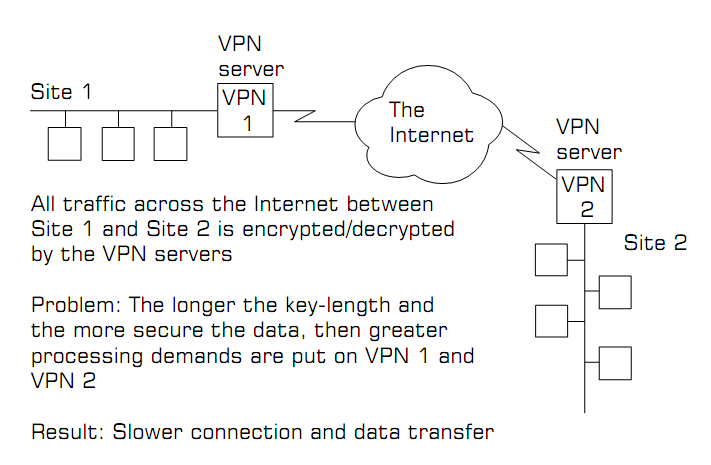 VPN
server
Site 1
VPN
1
The
Internet
VPN
server
VPN
2
Site 2
All traffic across the Internet between
Site 1 and Site 2 is encrypted/decrypted
by the VPN servers
Problem: The longer the key-length and
the more secure the data, then greater
processing demands are put on VPN 1 and
VPN 2
Result: Slower connection and data transfer